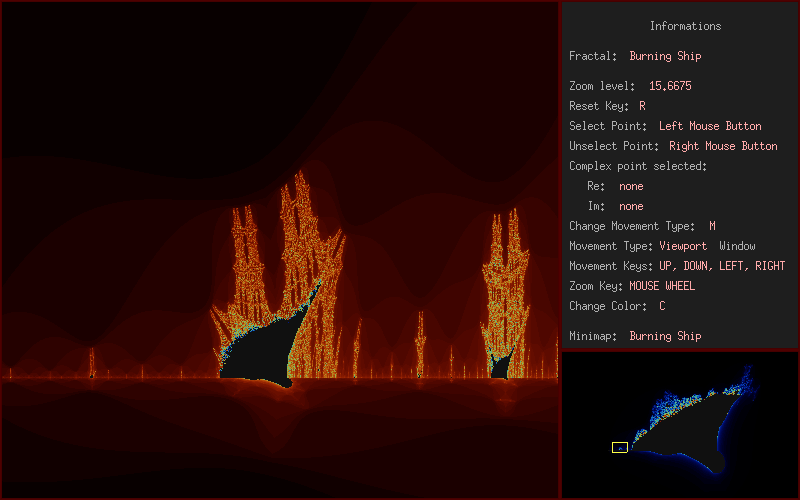 Informations
Fractal: Burning Ship
Zoom level: 15.6675
Reset Key: R
Select Point: Left Mouse Button
Unselect Point: Right Mouse Button
Complex point selected:
Re: none
Im: none
Change Movement Type: M
Movement Type: Viewport Window
Movement Keys: UP, DOWN, LEFT, RIGHT
Zoom Key: MOUSE WHEEL
Change Color: C
Minimap: Burning Ship